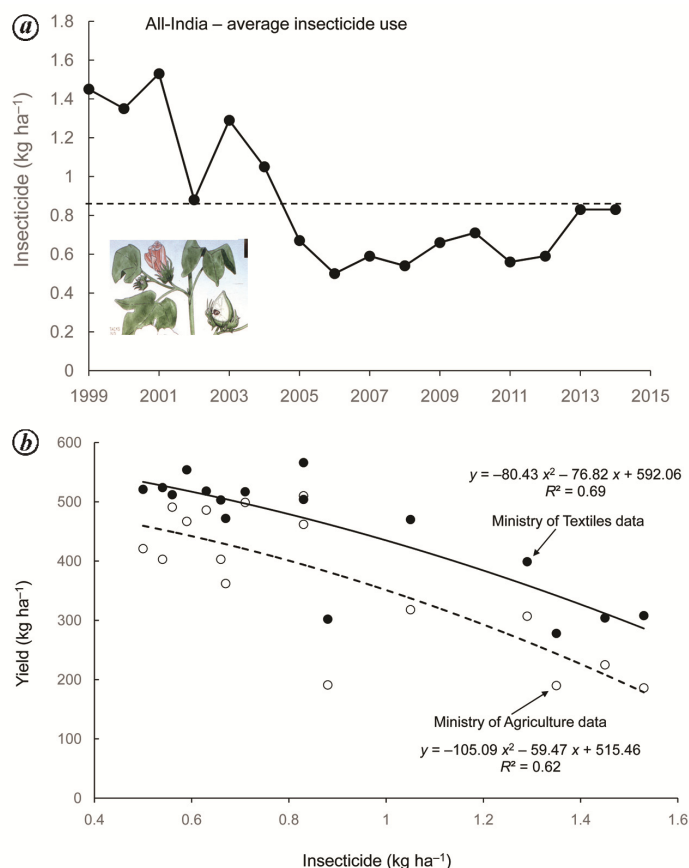 a
All-India – average insecticide use
Insecticide (kg ha⁻¹)
1.8
1.6
1.4
1.2
1
0.8
0.6
0.4
0.2
0
1999 2001 2003 2005 2007 2009 2011 2013 2015
b
Yield (kg ha⁻¹)
600
500
400
300
200
100
0
y = –80.43 x² – 76.82 x + 592.06
R² = 0.69
Ministry of Textiles data
Ministry of Agriculture data
y = –105.09 x² – 59.47 x + 515.46
R² = 0.62
0.4 0.6 0.8 1 1.2 1.4 1.6
Insecticide (kg ha⁻¹)